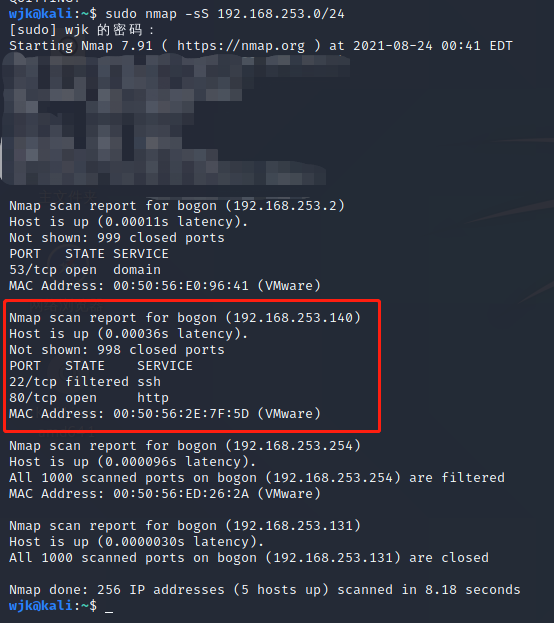 wjk@kali:~$ sudo nmap -sS 192.168.253.0/24
[sudo] wjk 的密码：
Starting Nmap 7.91 ( https://nmap.org ) at 2021-08-24 00:41 EDT
Nmap scan report for bogon (192.168.253.2)
Host is up (0.00011s latency).
Not shown: 999 closed ports
PORT   STATE SERVICE
53/tcp open  domain
MAC Address: 00:50:56:E0:96:41 (VMware)
Nmap scan report for bogon (192.168.253.140)
Host is up (0.00036s latency).
Not shown: 998 closed ports
PORT   STATE    SERVICE
22/tcp filtered ssh
80/tcp open     http
MAC Address: 00:50:56:2E:7F:5D (VMware)
Nmap scan report for bogon (192.168.253.254)
Host is up (0.000096s latency).
All 1000 scanned ports on bogon (192.168.253.254) are filtered
MAC Address: 00:50:56:ED:26:2A (VMware)
Nmap scan report for bogon (192.168.253.131)
Host is up (0.0000030s latency).
All 1000 scanned ports on bogon (192.168.253.131) are closed
Nmap done: 256 IP addresses (5 hosts up) scanned in 8.18 seconds
wjk@kali:~$ _